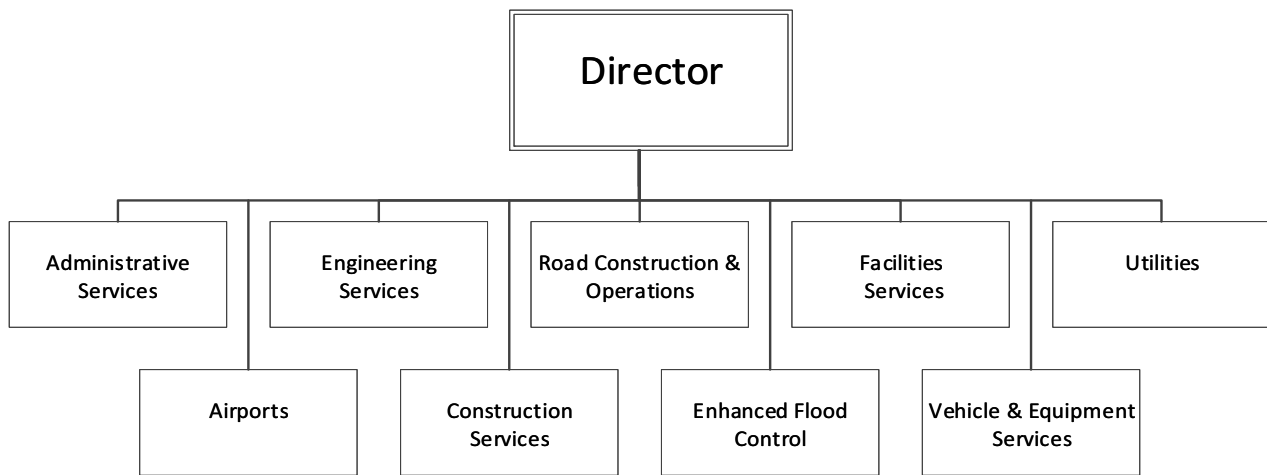 Director
Administrative
Services
Engineering
Services
Road Construction &
Operations
Facilities
Services
Utilities
Airports
Construction
Services
Enhanced Flood
Control
Vehicle & Equipment
Services